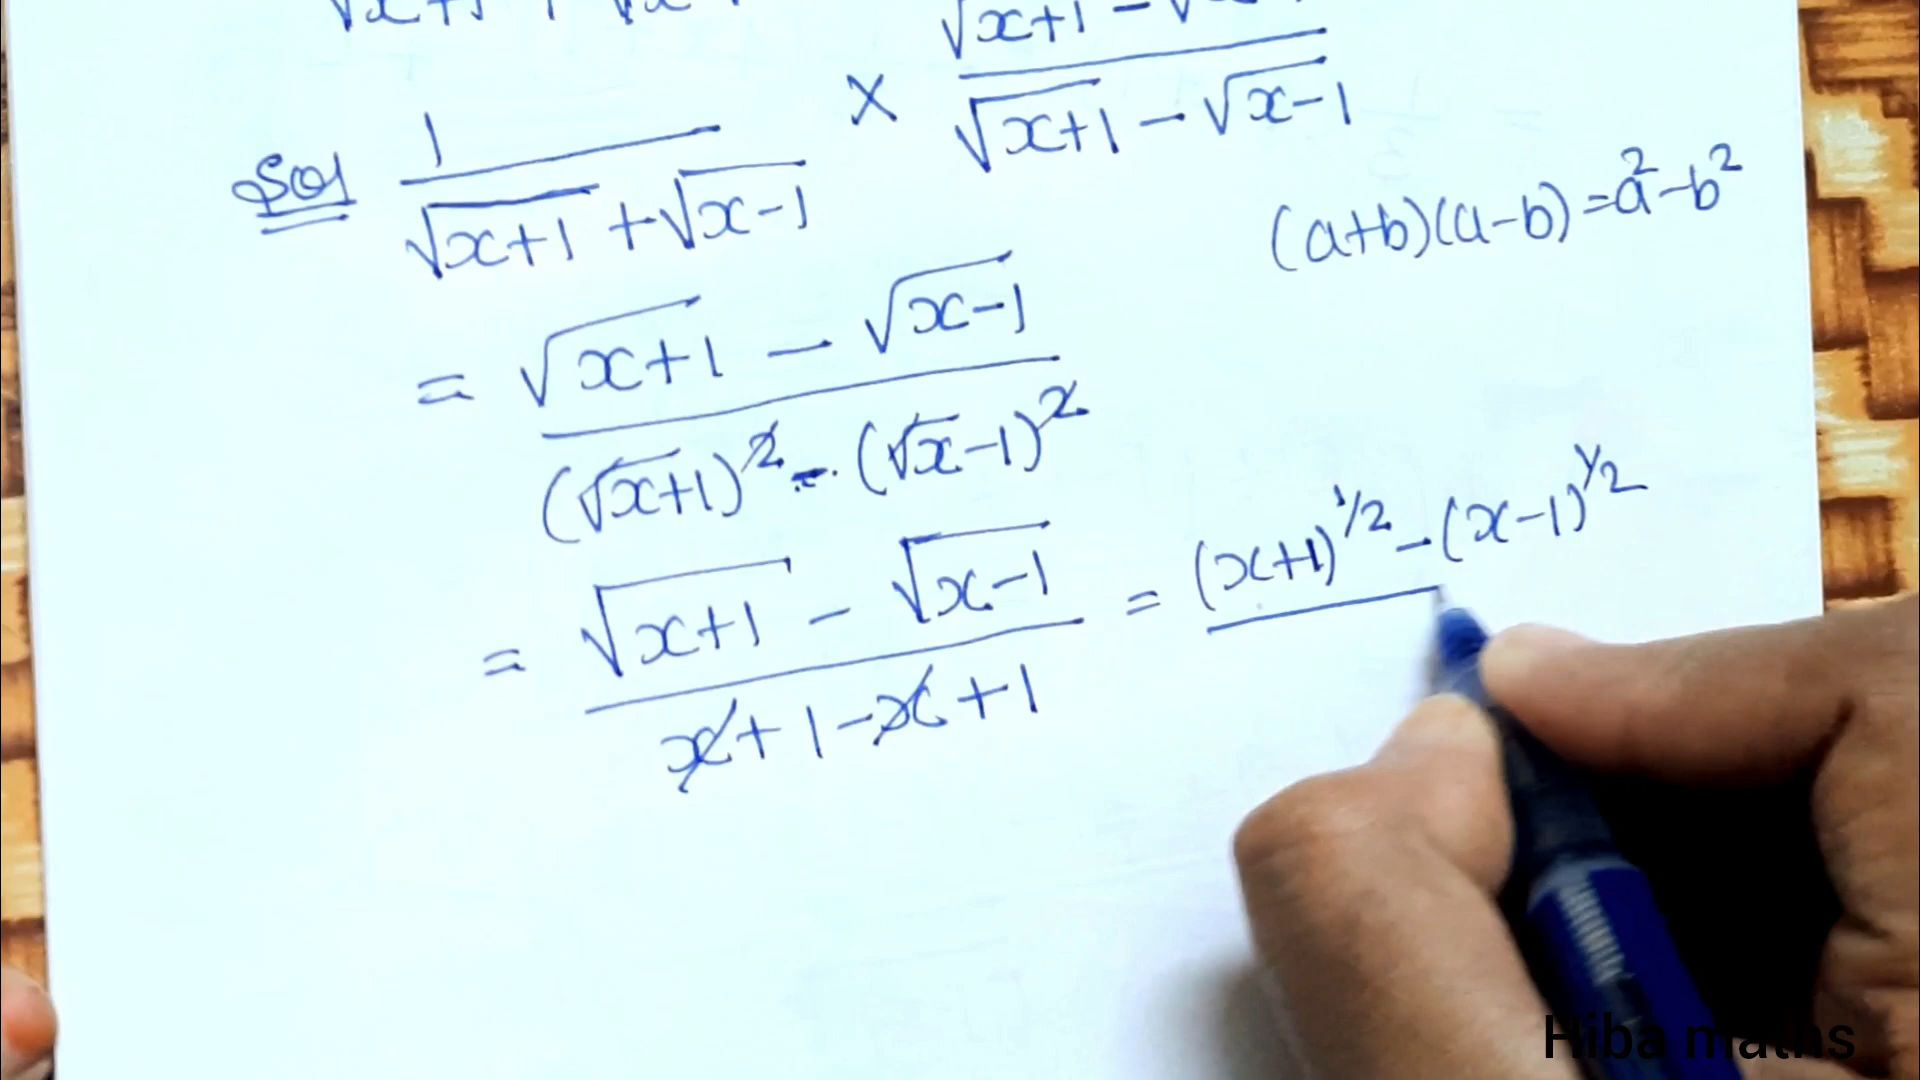 √x+1 - √
Sol 1/(√x+1 + √x-1) × /(√x+1 - √x-1)
(a+b)(a-b)=a²-b²
= (√x+1 - √x-1)/((√x+1)² - (√x-1)²)
= (√x+1 - √x-1)/(x+1-x+1) = (x+1)^1/2 - (x-1)^1/2
Hiba maths